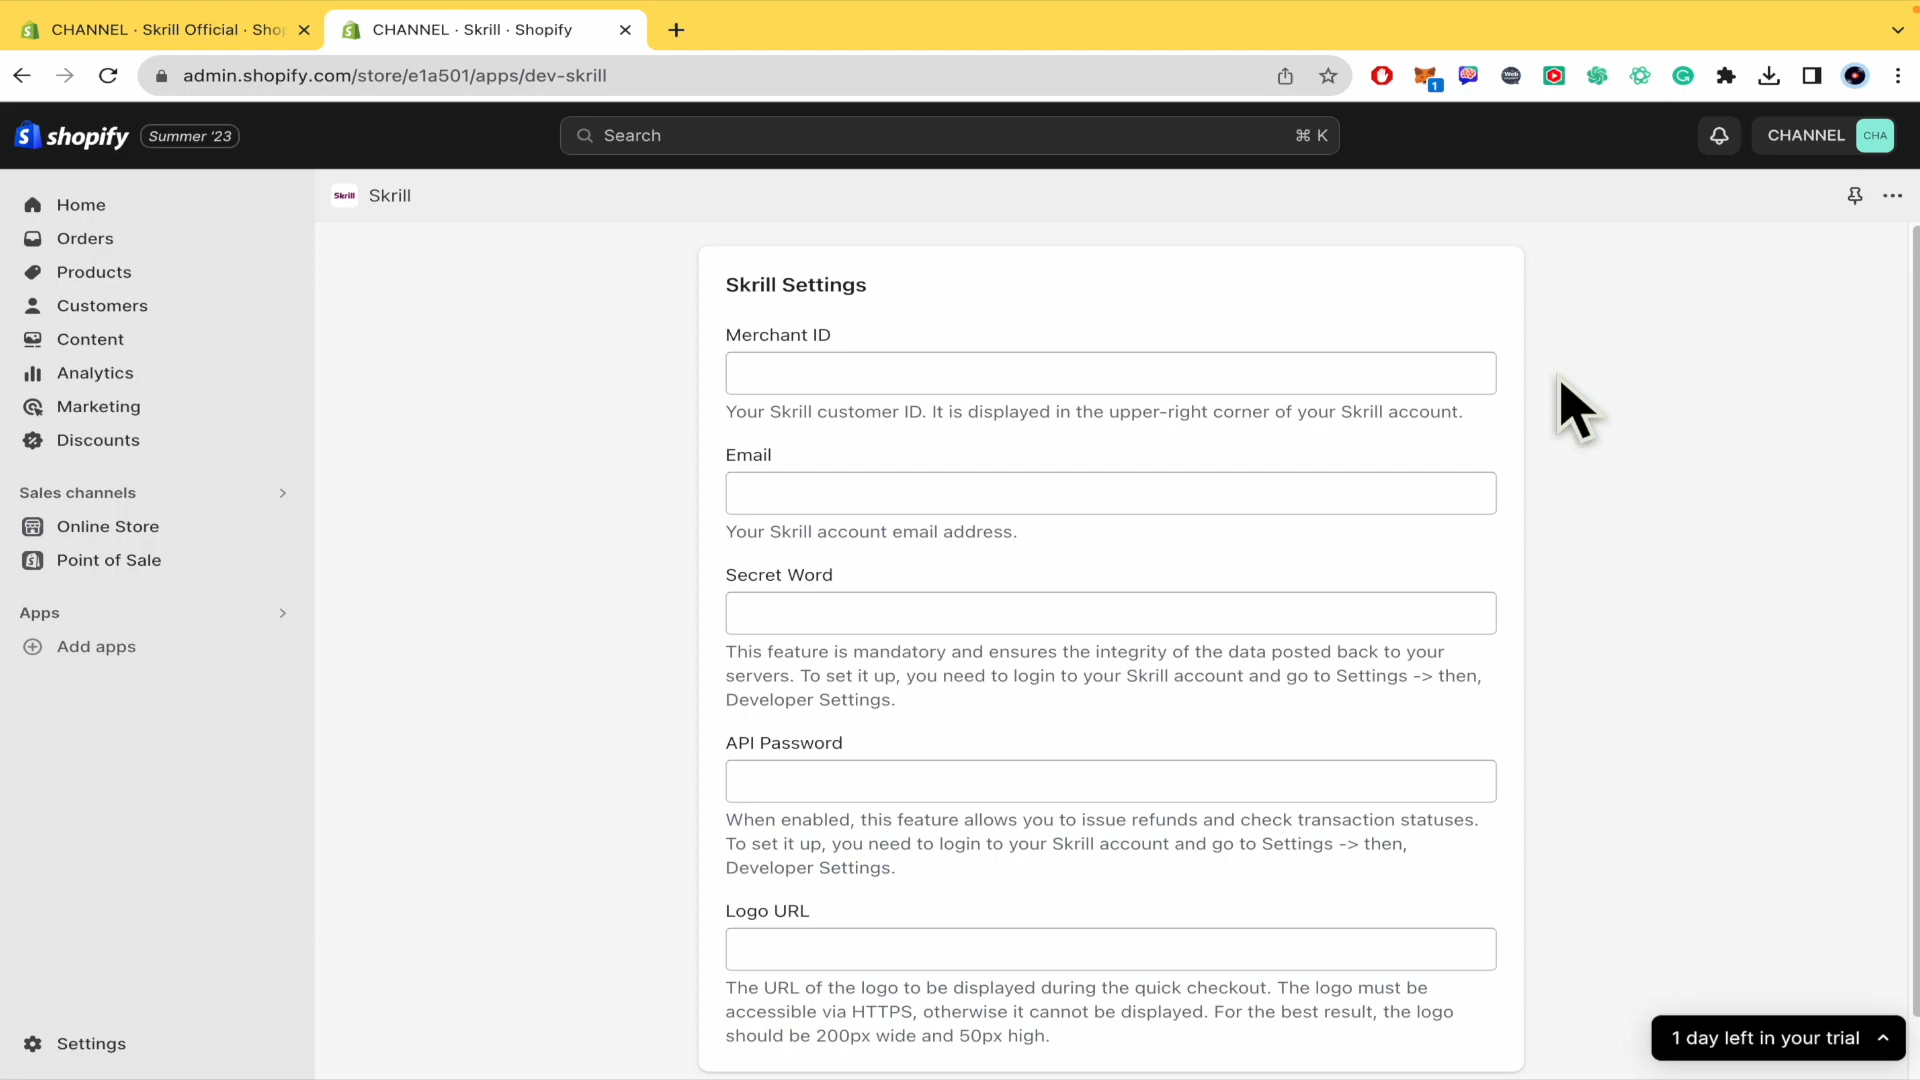 CHANNEL · Skrill Official · Shop
CHANNEL · Skrill · Shopify
admin.shopify.com/store/e1a501/apps/dev-skrill
1
shopify
Summer '23
Search
⌘ K
CHANNEL
CHA
Skrill
Skrill
Home
Orders
Products
Customers
Content
Analytics
Marketing
Discounts
Sales channels
Online Store
Point of Sale
Apps
Add apps
Settings
Skrill Settings
Merchant ID
Your Skrill customer ID. It is displayed in the upper-right corner of your Skrill account.
Email
Your Skrill account email address.
Secret Word
This feature is mandatory and ensures the integrity of the data posted back to your
servers. To set it up, you need to login to your Skrill account and go to Settings -> then,
Developer Settings.
API Password
When enabled, this feature allows you to issue refunds and check transaction statuses.
To set it up, you need to login to your Skrill account and go to Settings -> then,
Developer Settings.
Logo URL
The URL of the logo to be displayed during the quick checkout. The logo must be
accessible via HTTPS, otherwise it cannot be displayed. For the best result, the logo
should be 200px wide and 50px high.
1 day left in your trial